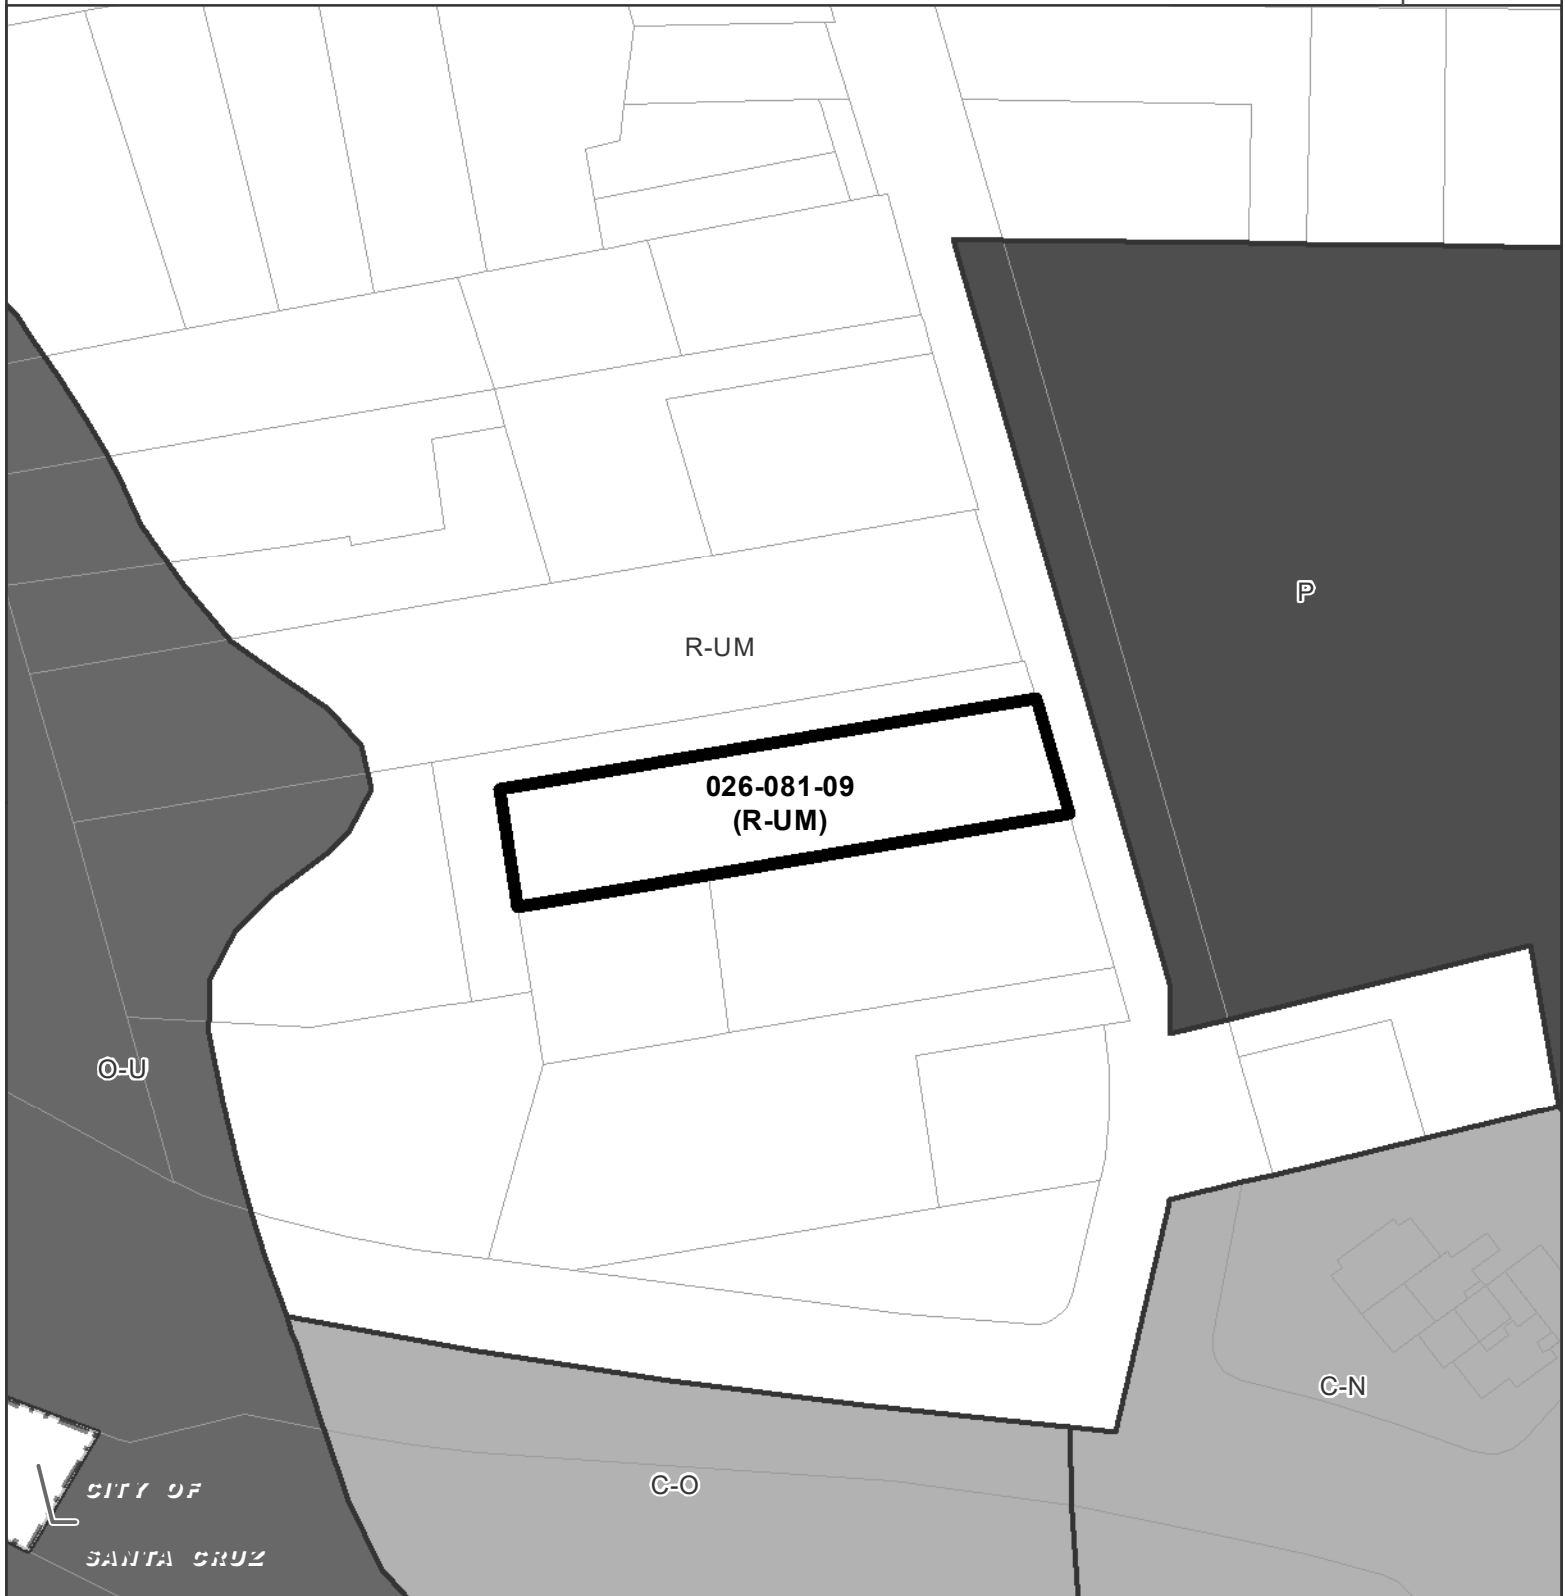 P
R-UM
026-081-09
(R-UM)
O-U
C-N
C-O
CITY OF
SANTA CRUZ